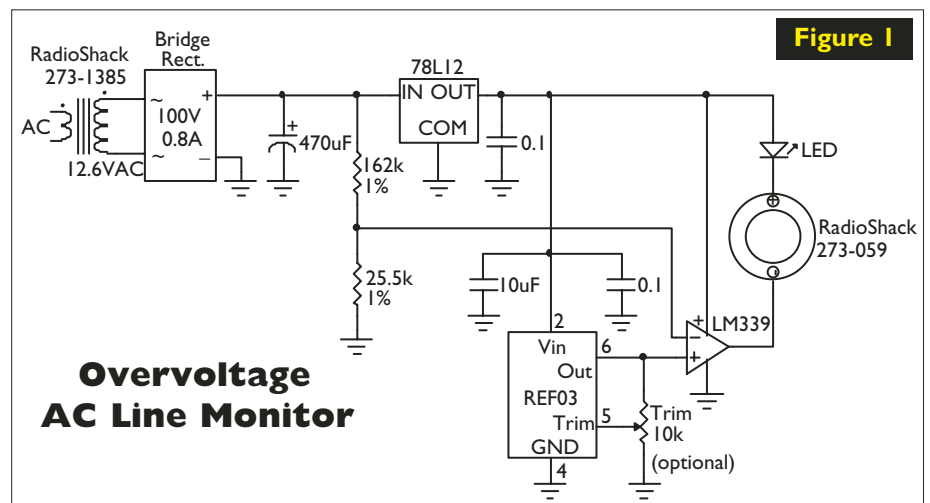 Figure 1
RadioShack
273-1385
AC
12.6VAC
Bridge
Rect.
~
+
100V
0.8A
~
–
+
470uF
162k
1%
25.5k
1%
78L12
IN OUT
COM
0.1
LED
+
RadioShack
273-059
-
10uF
0.1
2
Vin
6
Out
REF03
Trim
5
GND
4
+
LM339
−
+
Trim
10k
(optional)
Overvoltage
AC Line Monitor